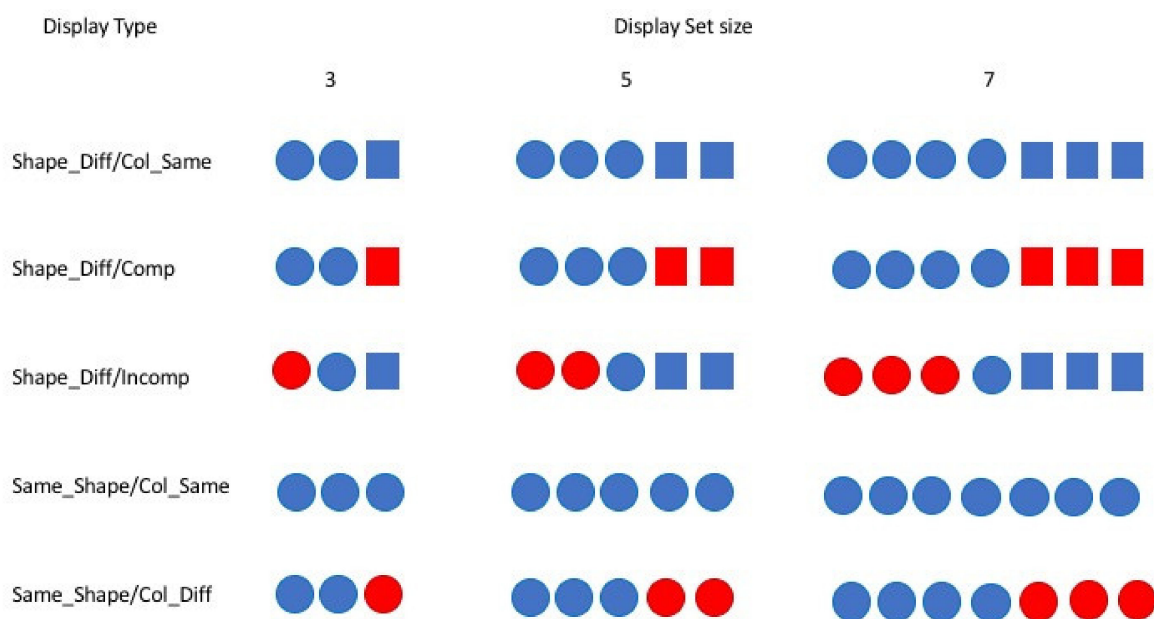 Display Type Display Set size
3 5 7
Shape_Diff/Col_Same
Shape_Diff/Comp
Shape_Diff/Incomp
Same_Shape/Col_Same
Same_Shape/Col_Diff